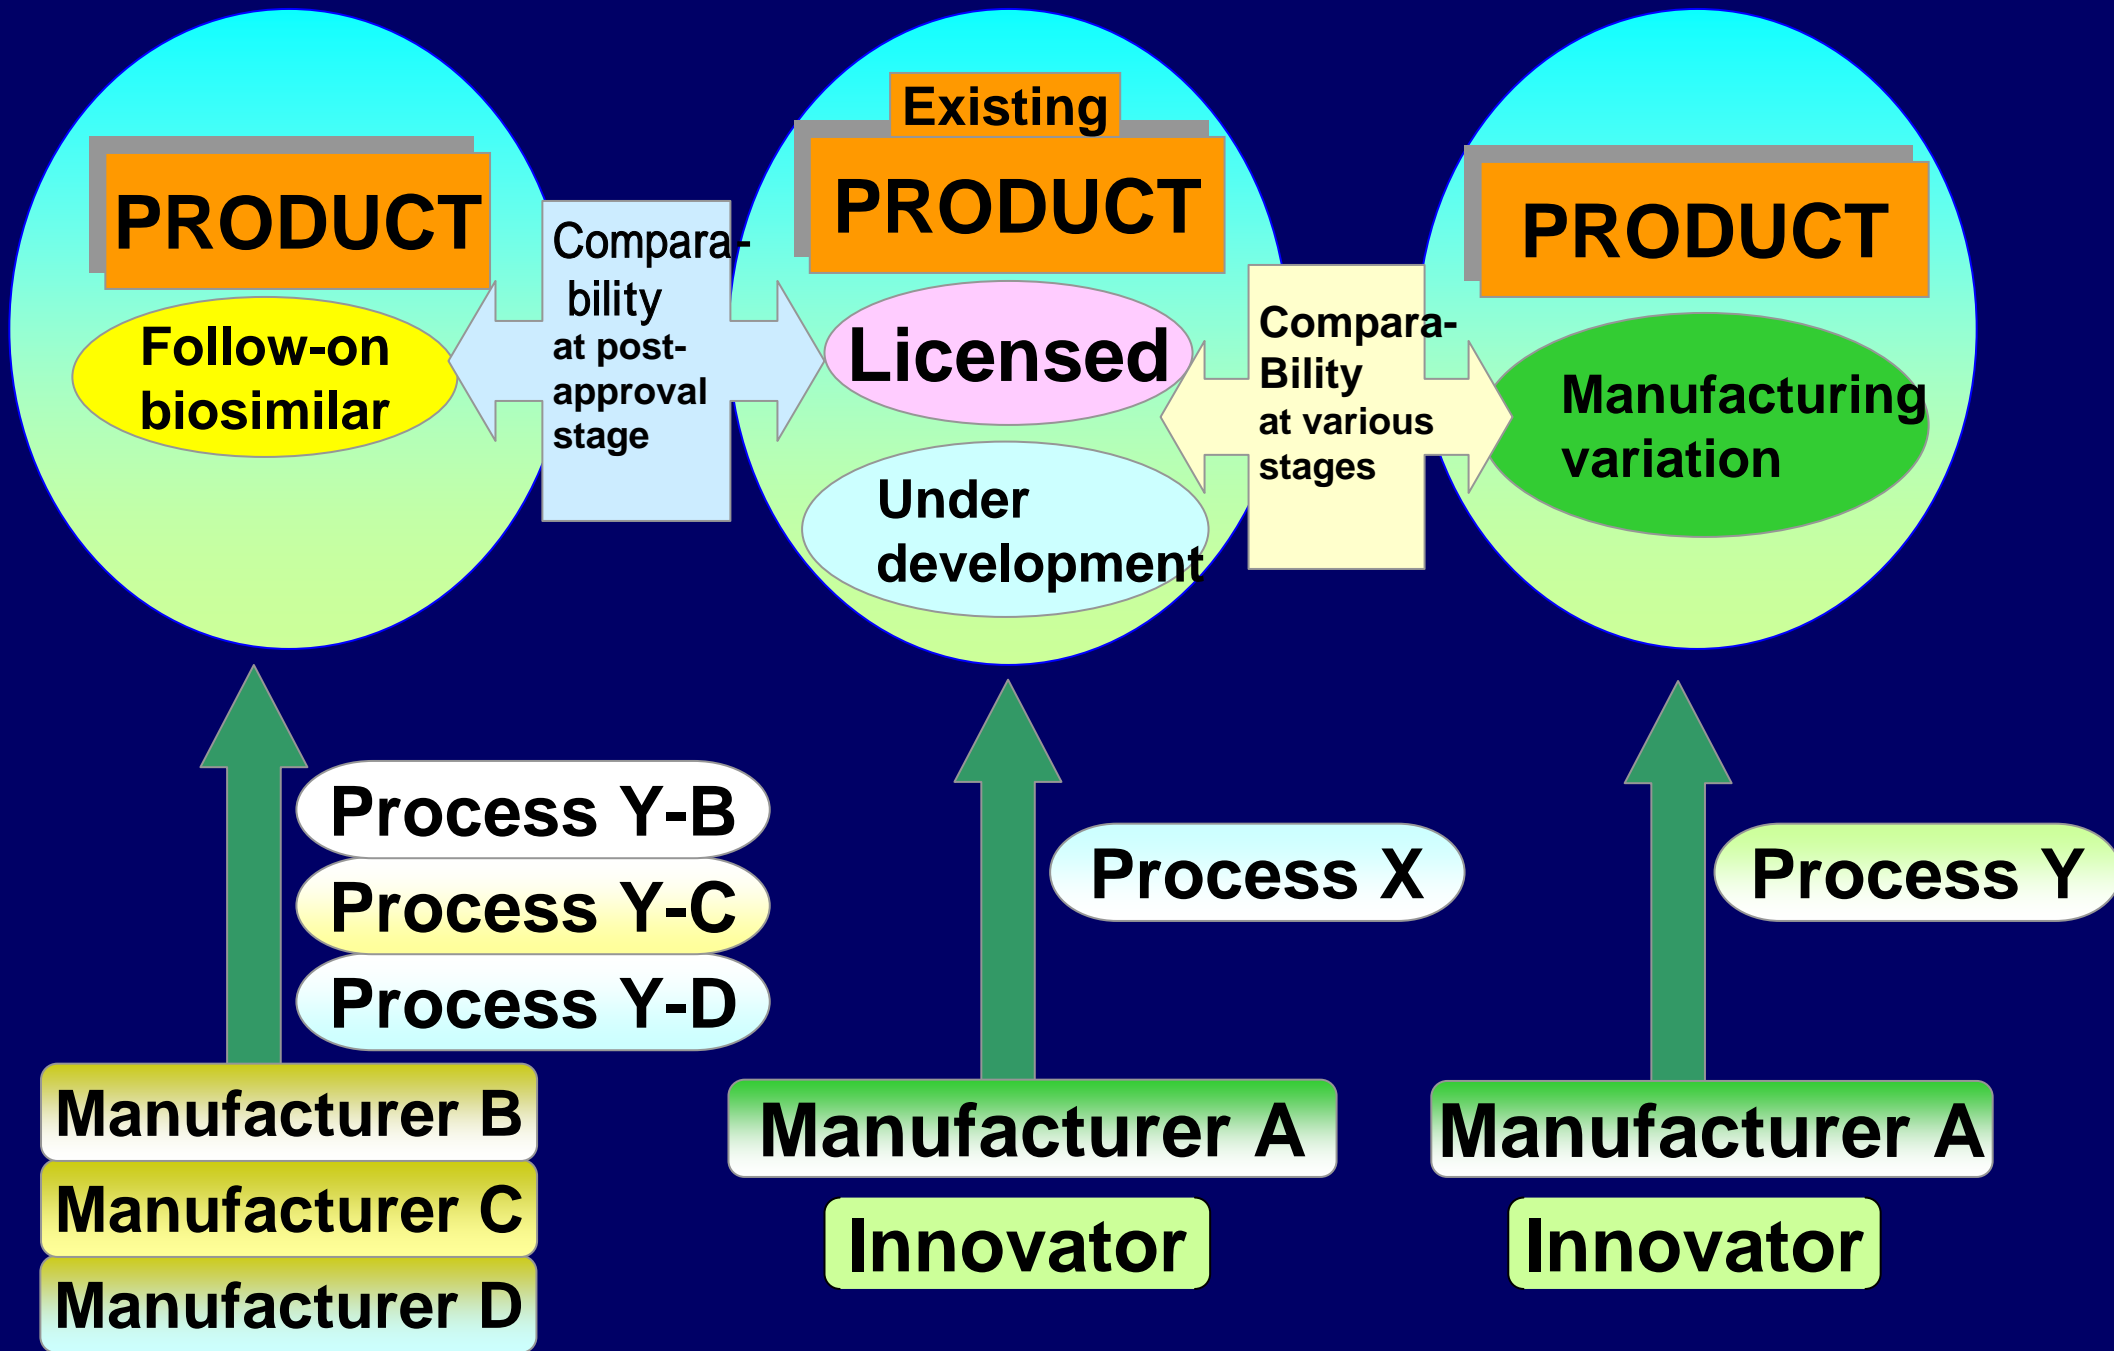 PRODUCT
Follow-on
biosimilar
Compara-
bility
at post-
approval
stage
Existing
PRODUCT
Licensed
Under
development
Compara-
Bility
at various
stages
PRODUCT
Manufacturing
variation
Process Y-B
Process Y-C
Process Y-D
Process X
Process Y
Manufacturer B
Manufacturer C
Manufacturer D
Manufacturer A
Innovator
Manufacturer A
Innovator